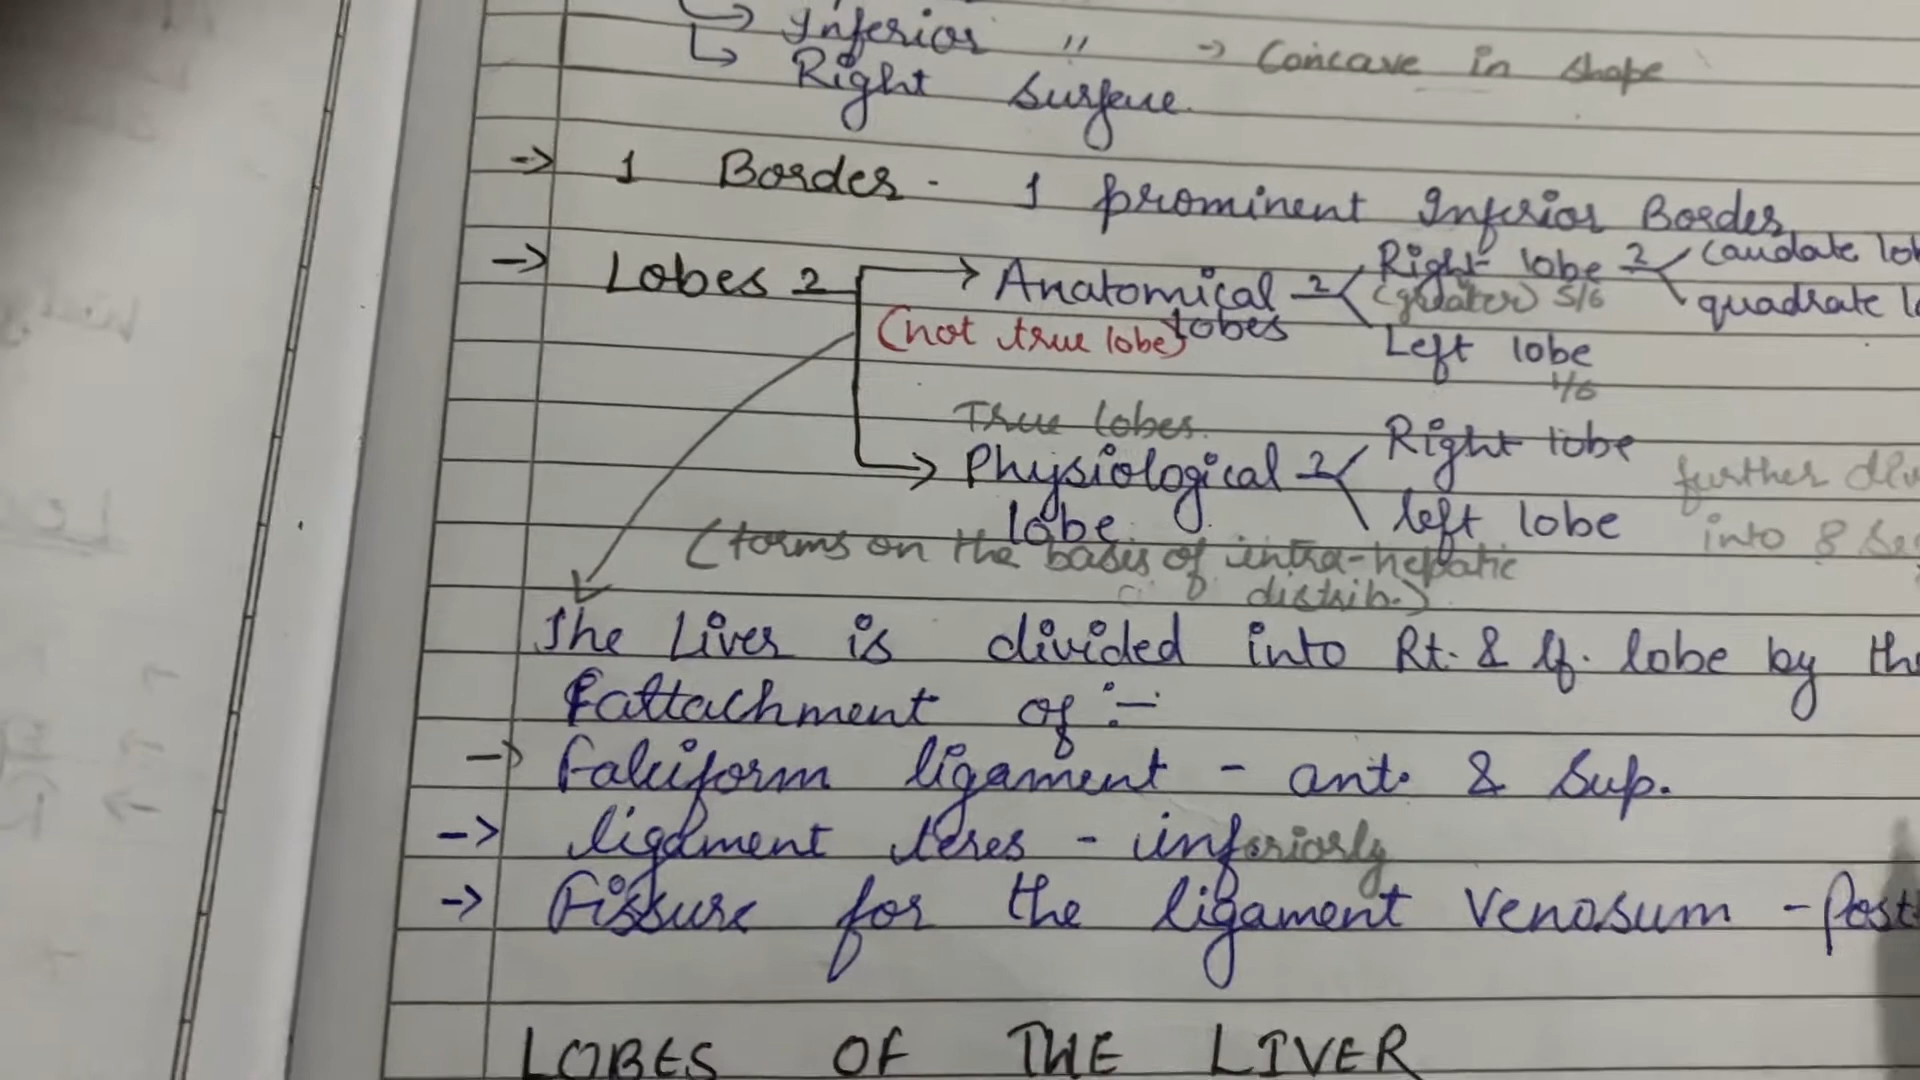 ↳ Inferior " → Concave in shape
↳ Right Surface
→ 1 Border - 1 prominent Inferior Border
→ Lobes 2 → Anatomical lobes 2 Right lobe 2 Caudate
(greater) 5/6 quadrate
(not true lobe) Left lobe
1/6
True lobes.
→ Physiological 2 Right lobe
lobe left lobe
further
into 8
(forms on the basis of intra-hepatic
distrib.)
The Liver is divided into Rt. & lf. lobe by
attachment of :-
→ Falciform ligament - ant. & Sup.
→ ligament teres - inferiorly
→ Fissure for the ligament venosum - Post
LOBES OF THE LIVER